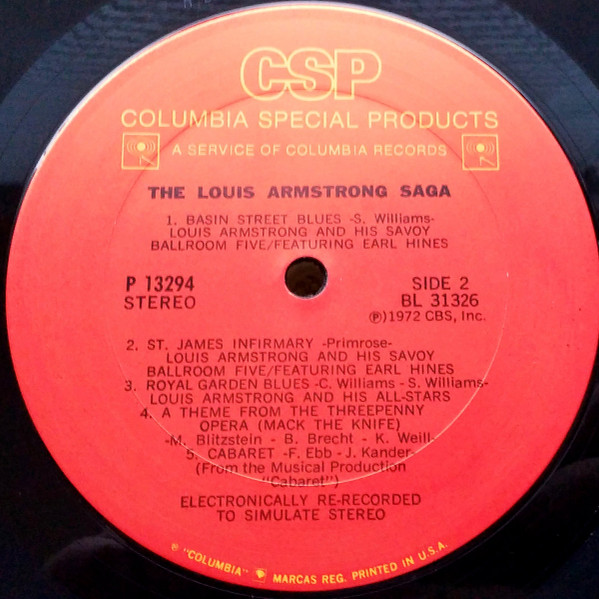 CSP
COLUMBIA SPECIAL PRODUCTS
A SERVICE OF COLUMBIA RECORDS
THE LOUIS ARMSTRONG SAGA
1. BASIN STREET BLUES -S. Williams-
LOUIS ARMSTRONG AND HIS SAVOY
BALLROOM FIVE/FEATURING EARL HINES
P 13294
STEREO
SIDE 2
BL 31326
Ⓟ1972 CBS, Inc.
2. ST. JAMES INFIRMARY -Primrose-
LOUIS ARMSTRONG AND HIS SAVOY
BALLROOM FIVE/FEATURING EARL HINES
3. ROYAL GARDEN BLUES -C. Williams - S. Williams-
LOUIS ARMSTRONG AND HIS ALL-STARS
4. A THEME FROM THE THREEPENNY
OPERA (MACK THE KNIFE)
-M. Blitzstein - B. Brecht - K. Weill-
5. CABARET -F. Ebb - J. Kander-
(From the Musical Production
"Cabaret")
ELECTRONICALLY RE-RECORDED
TO SIMULATE STEREO
® "COLUMBIA" MARCAS REG. PRINTED IN U.S.A.